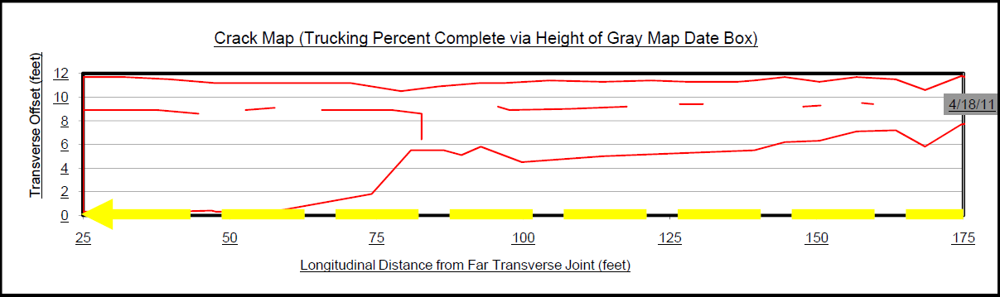 Crack Map (Trucking Percent Complete via Height of Gray Map Date Box)
Transverse Offset (feet)
12
10
8
6
4
2
0
4/18/11
25 50 75 100 125 150 175
Longitudinal Distance from Far Transverse Joint (feet)